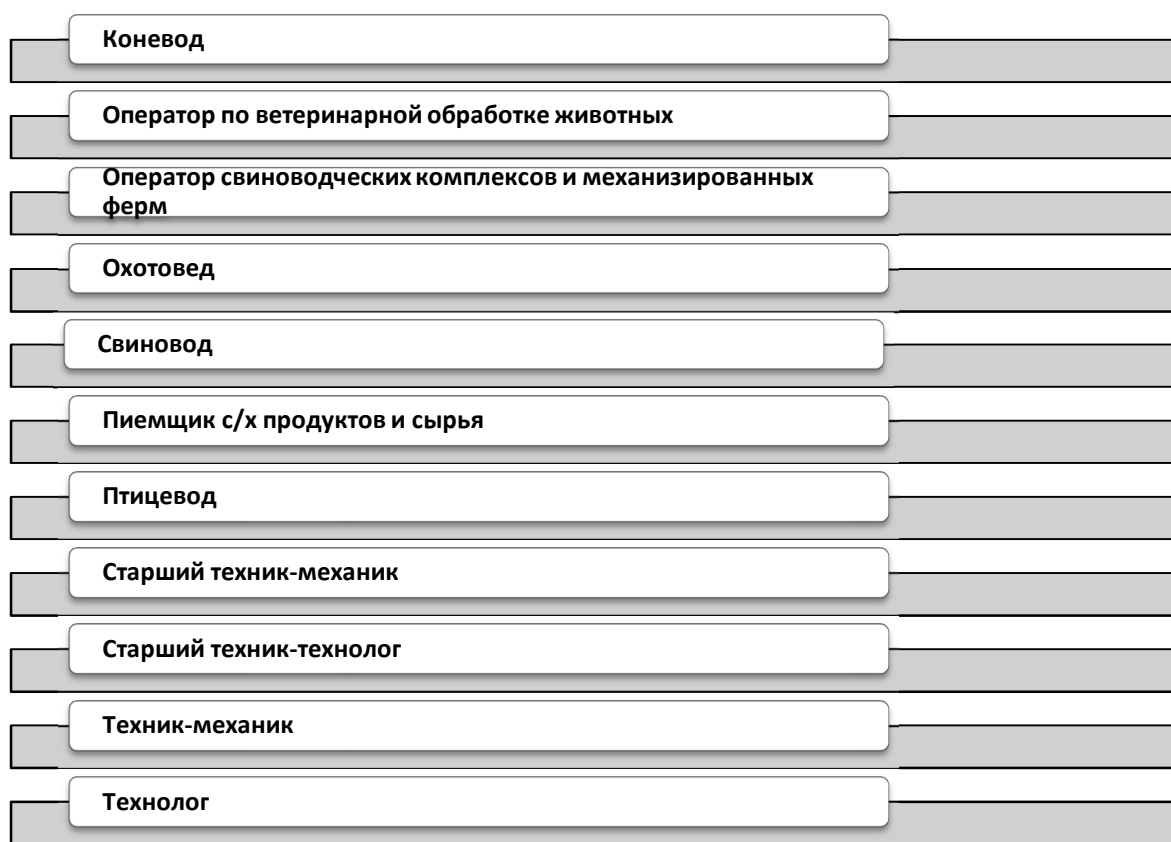 Коневод
Оператор по ветеринарной обработке животных
Оператор свиноводческих комплексов и механизированных
ферм
Охотовед
Свиновод
Пиемщик с/х продуктов и сырья
Птицевод
Старший техник-механик
Старший техник-технолог
Техник-механик
Технолог